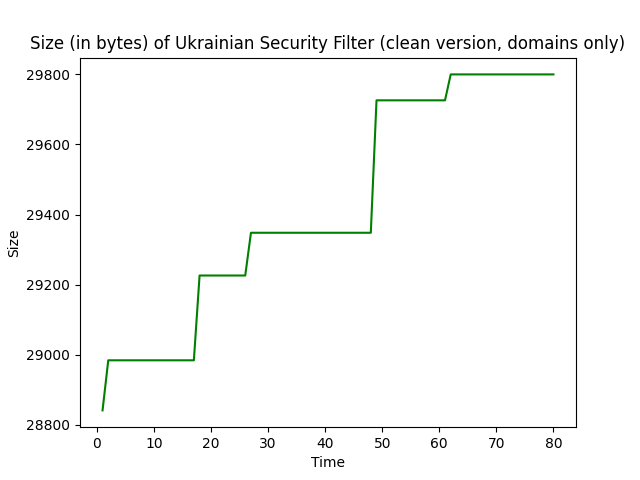 Size (in bytes) of Ukrainian Security Filter (clean version, domains only)
29800
29600
29400
29200
29000
28800
Size
0 10 20 30 40 50 60 70 80
Time